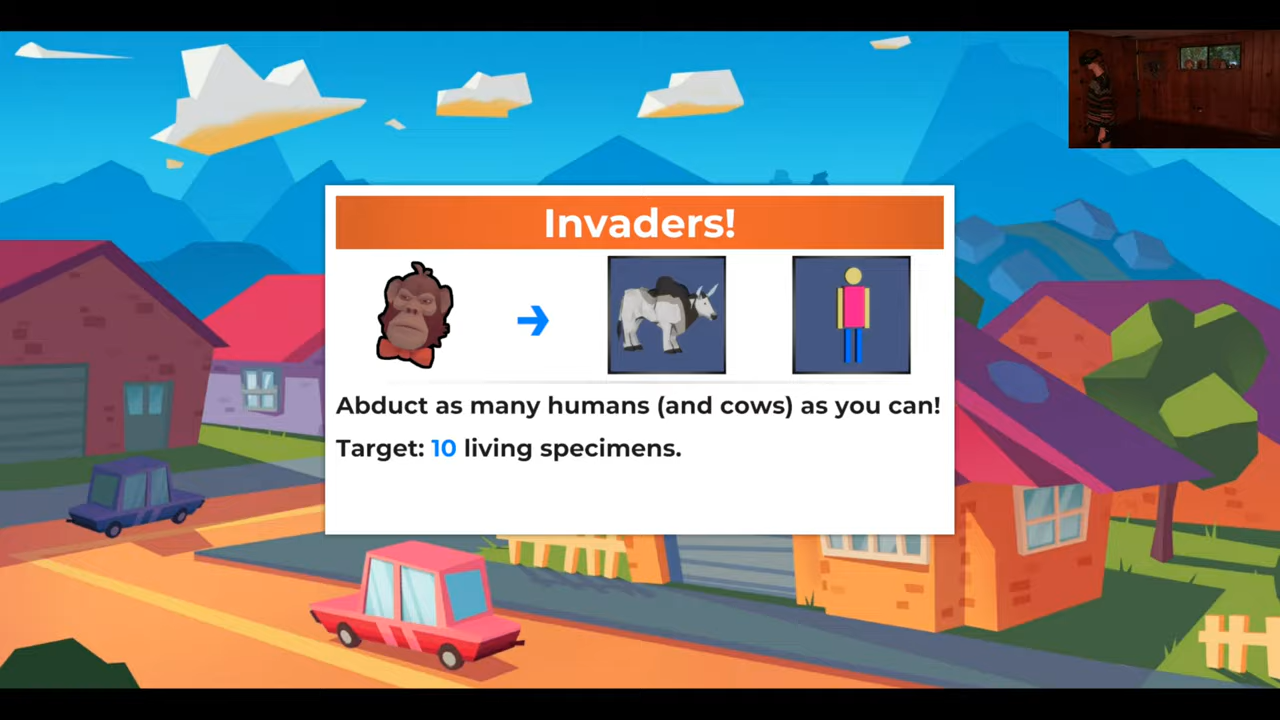 Invaders!
Abduct as many humans (and cows) as you can!
Target: 10 living specimens.